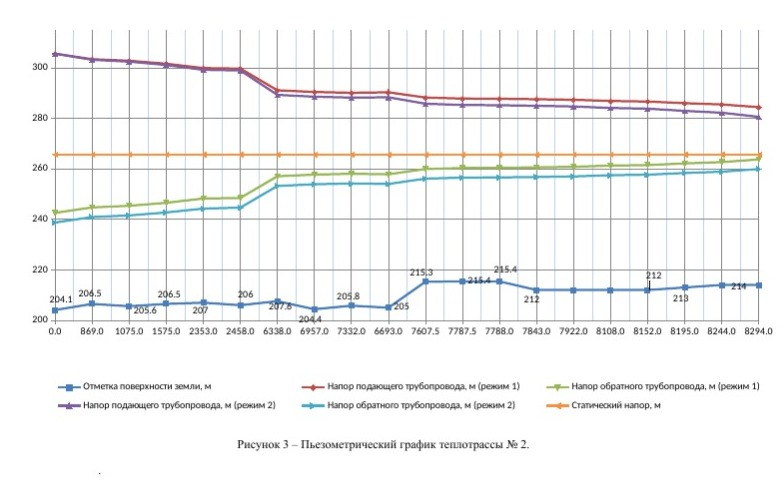 300
280
260
240
220
200
204.1 206.5 205.6 206.5 207 206 207.6 204.4 205.8 205 215.3 215.4 215.4 212 212 213 214
0.0 869.0 1075.0 1575.0 2353.0 2458.0 6338.0 6957.0 7332.0 6693.0 7607.5 7787.5 7788.0 7843.0 7922.0 8108.0 8152.0 8195.0 8244.0 8294.0
Отметка поверхности земли, м Напор подающего трубопровода, м (режим 1) Напор обратного трубопровода, м (режим 1)
Напор подающего трубопровода, м (режим 2) Напор обратного трубопровода, м (режим 2) Статический напор, м
Рисунок 3 – Пьезометрический график теплотрассы № 2.